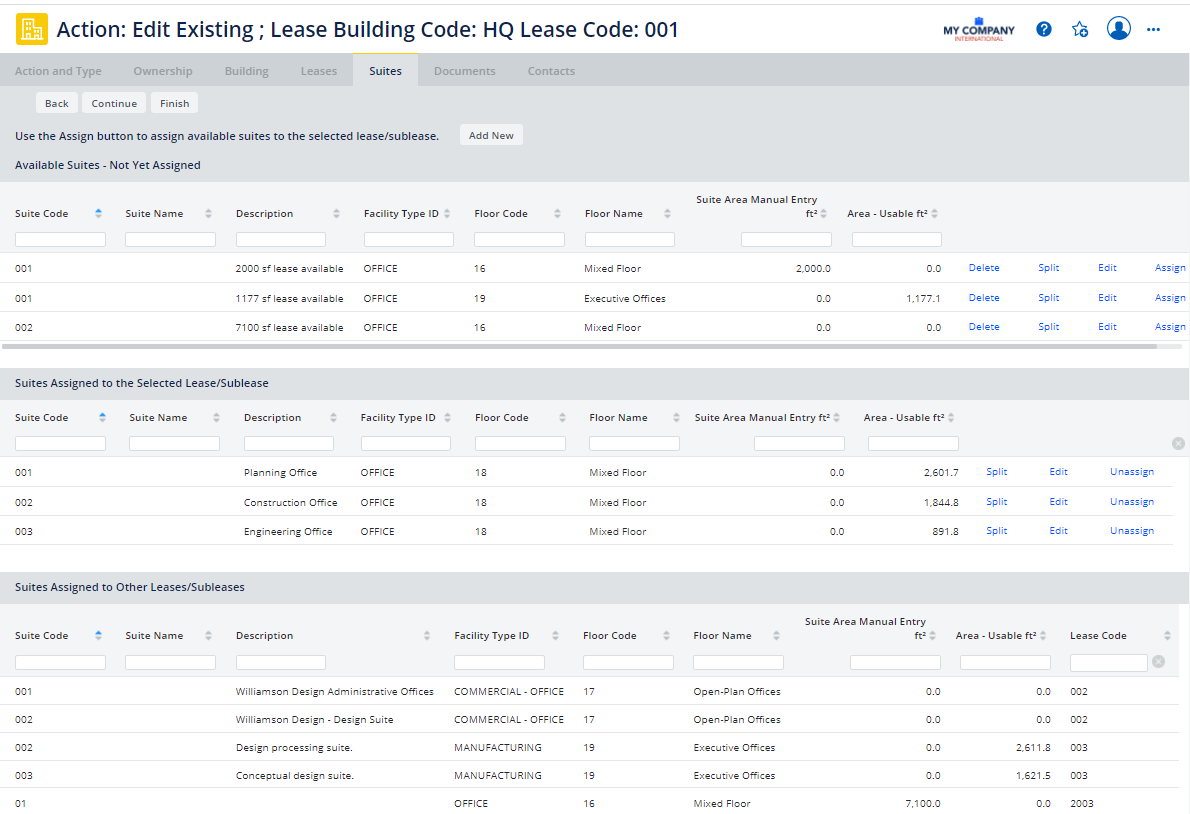 Action: Edit Existing ; Lease Building Code: HQ Lease Code: 001
MY COMPANY
INTERNATIONAL
Action and Type Ownership Building Leases Suites Documents Contacts
Back Continue Finish
Use the Assign button to assign available suites to the selected lease/sublease. Add New
Available Suites - Not Yet Assigned
Suite Area Manual Entry
Suite Code Suite Name Description Facility Type ID Floor Code Floor Name ft² Area - Usable ft²
001 2000 sf lease available OFFICE 16 Mixed Floor 2,000.0 0.0 Delete Split Edit Assign
001 1177 sf lease available OFFICE 19 Executive Offices 0.0 1,177.1 Delete Split Edit Assign
002 7100 sf lease available OFFICE 16 Mixed Floor 0.0 0.0 Delete Split Edit Assign
Suites Assigned to the Selected Lease/Sublease
Suite Code Suite Name Description Facility Type ID Floor Code Floor Name Suite Area Manual Entry ft² Area - Usable ft²
001 Planning Office OFFICE 18 Mixed Floor 0.0 2,601.7 Split Edit Unassign
002 Construction Office OFFICE 18 Mixed Floor 0.0 1,844.8 Split Edit Unassign
003 Engineering Office OFFICE 18 Mixed Floor 0.0 891.8 Split Edit Unassign
Suites Assigned to Other Leases/Subleases
Suite Area Manual Entry
Suite Code Suite Name Description Facility Type ID Floor Code Floor Name ft² Area - Usable ft² Lease Code
001 Williamson Design Administrative Offices COMMERCIAL - OFFICE 17 Open-Plan Offices 0.0 0.0 002
002 Williamson Design - Design Suite COMMERCIAL - OFFICE 17 Open-Plan Offices 0.0 0.0 002
002 Design processing suite. MANUFACTURING 19 Executive Offices 0.0 2,611.8 003
003 Conceptual design suite. MANUFACTURING 19 Executive Offices 0.0 1,621.5 003
01 OFFICE 16 Mixed Floor 7,100.0 0.0 2003